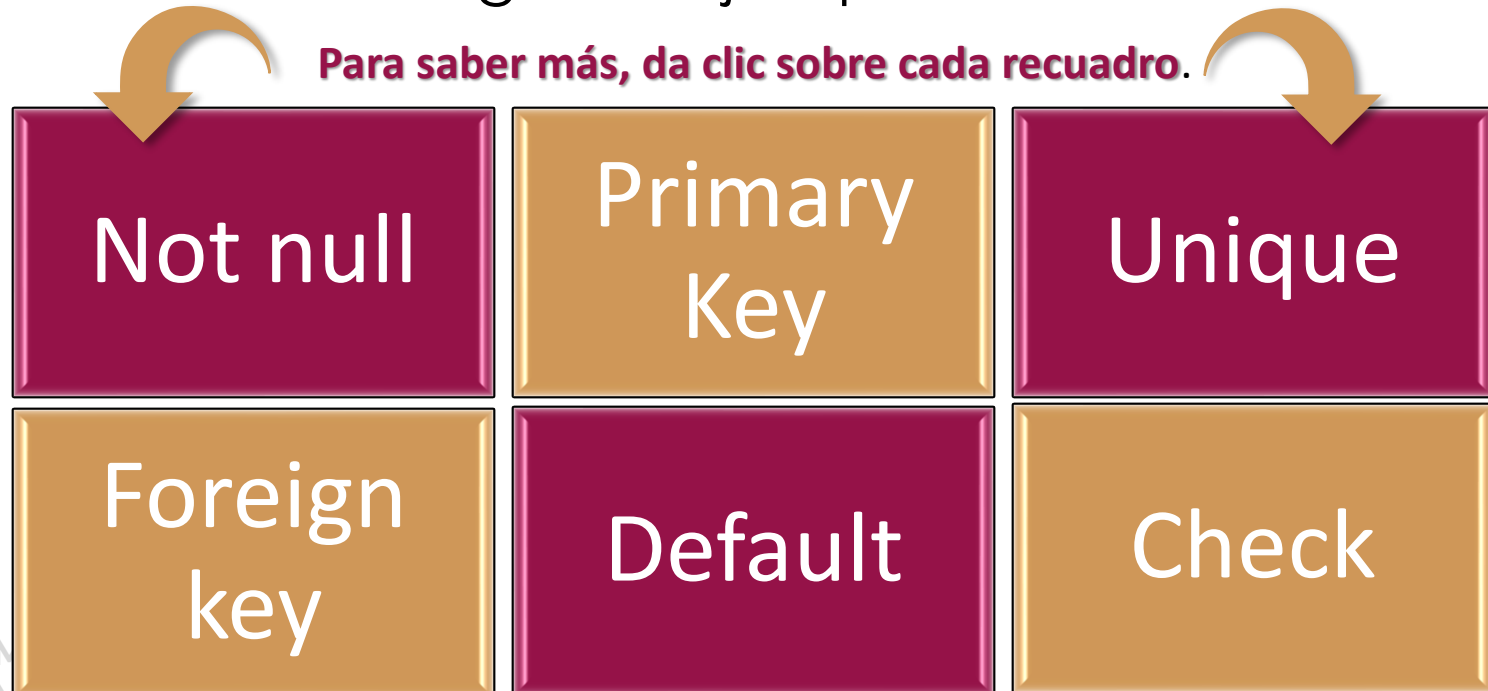 Para saber más, da clic sobre cada recuadro.
Not null
Primary
Key
Unique
Foreign
key
Default
Check